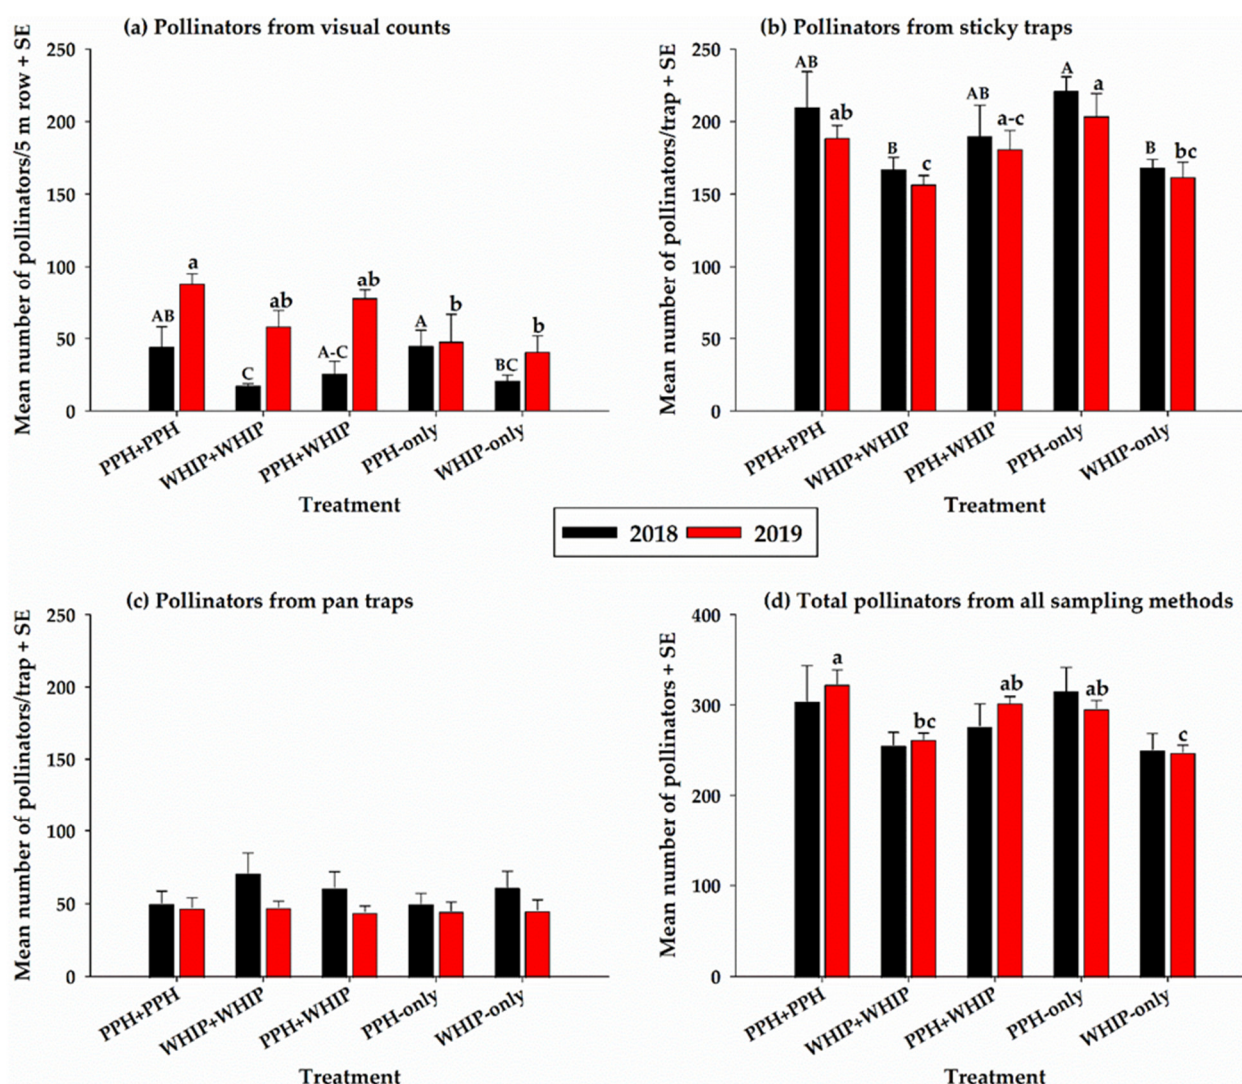 (a) Pollinators from visual counts
Mean number of pollinators/5 m row + SE
250
200
150
100
50
0
AB
a
C
ab
A-C
ab
A
b
BC
b
PPH+PPH
WHIP+WHIP
PPH+WHIP
PPH-only
WHIP-only
Treatment
(b) Pollinators from sticky traps
Mean number of pollinators/trap + SE
250
200
150
100
50
0
AB
ab
B
c
AB
a-c
A
a
B
bc
PPH+PPH
WHIP+WHIP
PPH+WHIP
PPH-only
WHIP-only
Treatment
2018 2019
(c) Pollinators from pan traps
Mean number of pollinators/trap + SE
250
200
150
100
50
0
PPH+PPH
WHIP+WHIP
PPH+WHIP
PPH-only
WHIP-only
Treatment
(d) Total pollinators from all sampling methods
Mean number of pollinators + SE
400
300
200
100
0
a
bc
ab
ab
c
PPH+PPH
WHIP+WHIP
PPH+WHIP
PPH-only
WHIP-only
Treatment